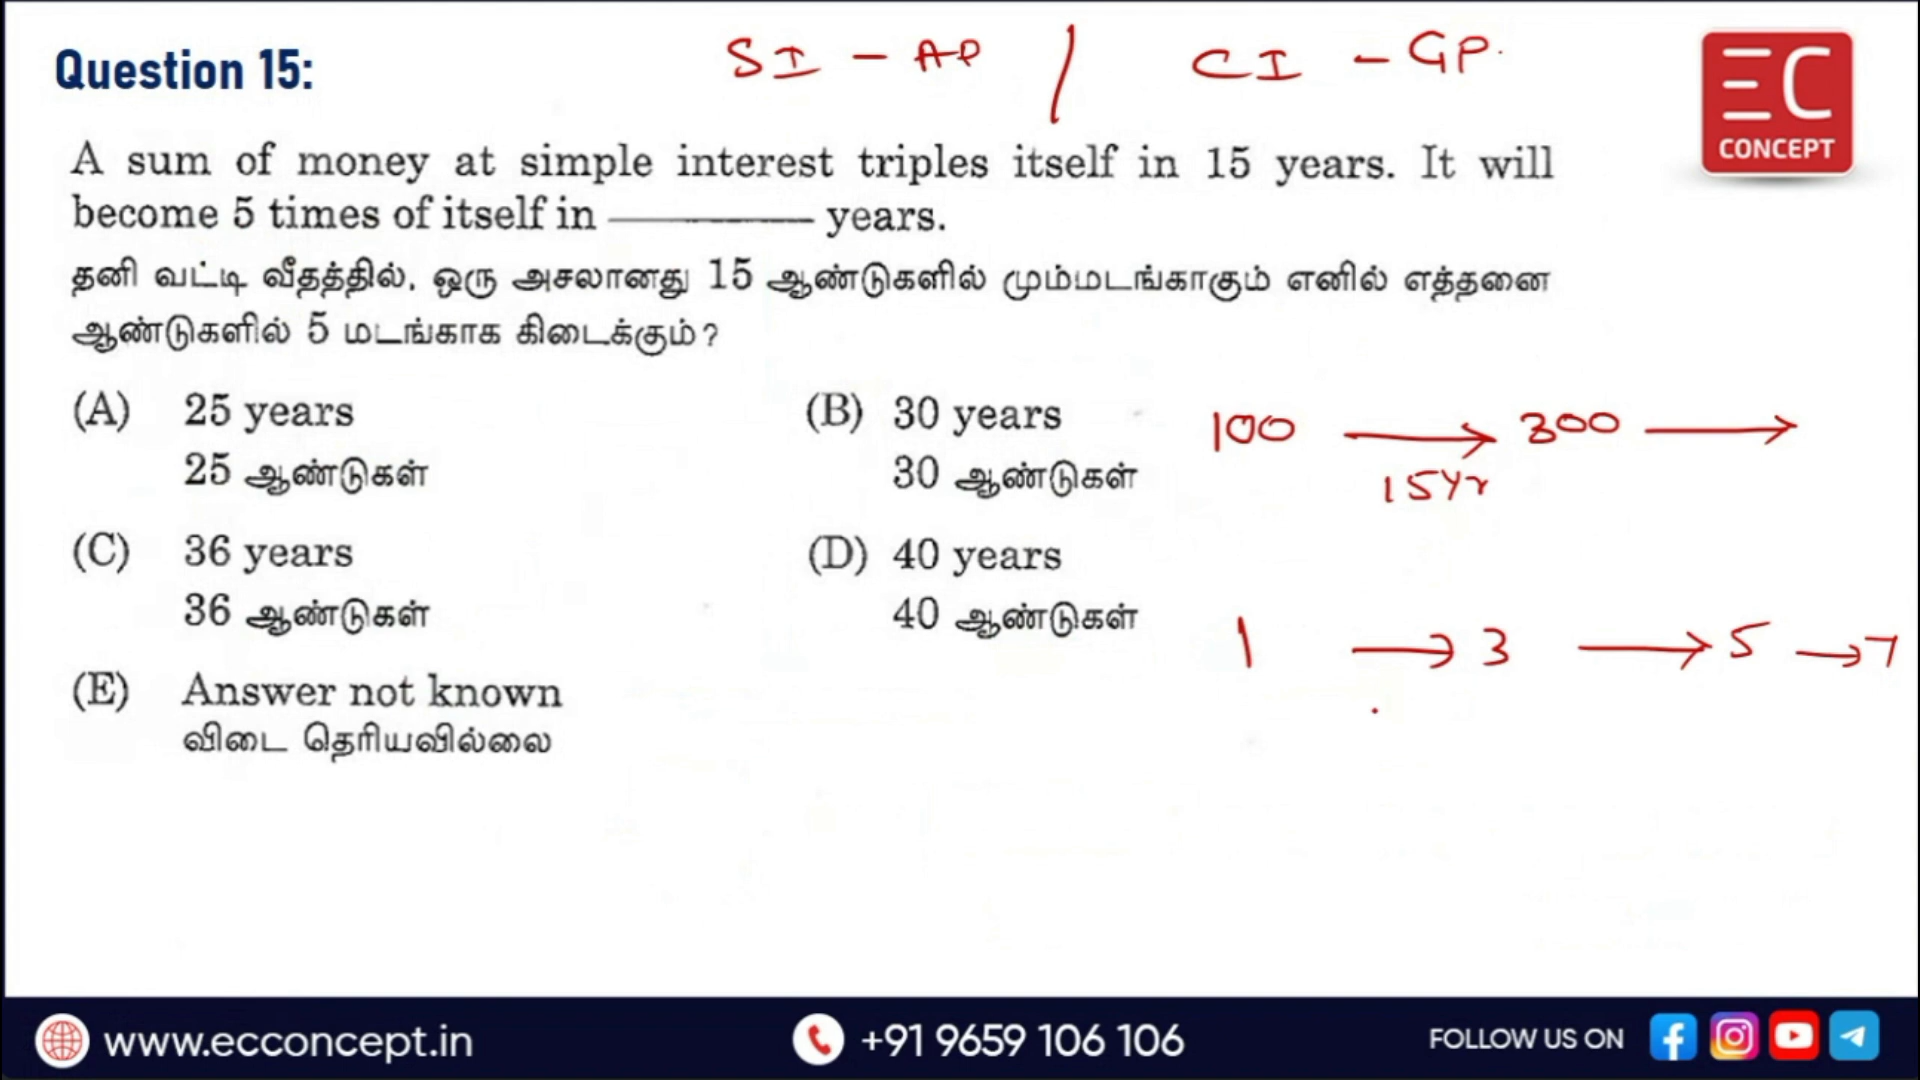 SI - AP / CI - GP.
Question 15:
EC
CONCEPT
A sum of money at simple interest triples itself in 15 years. It will
become 5 times of itself in ———— years.
தனி வட்டி வீதத்தில், ஒரு அசலானது 15 ஆண்டுகளில் மும்மடங்காகும் எனில் எத்தனை
ஆண்டுகளில் 5 மடங்காக கிடைக்கும்?
(A) 25 years
25 ஆண்டுகள்
(B) 30 years
30 ஆண்டுகள்
100 → 300 →
15Yr
(C) 36 years
36 ஆண்டுகள்
(D) 40 years
40 ஆண்டுகள்
1 → 3 → 5 → 7
(E) Answer not known
விடை தெரியவில்லை
www.ecconcept.in
+91 9659 106 106
FOLLOW US ON